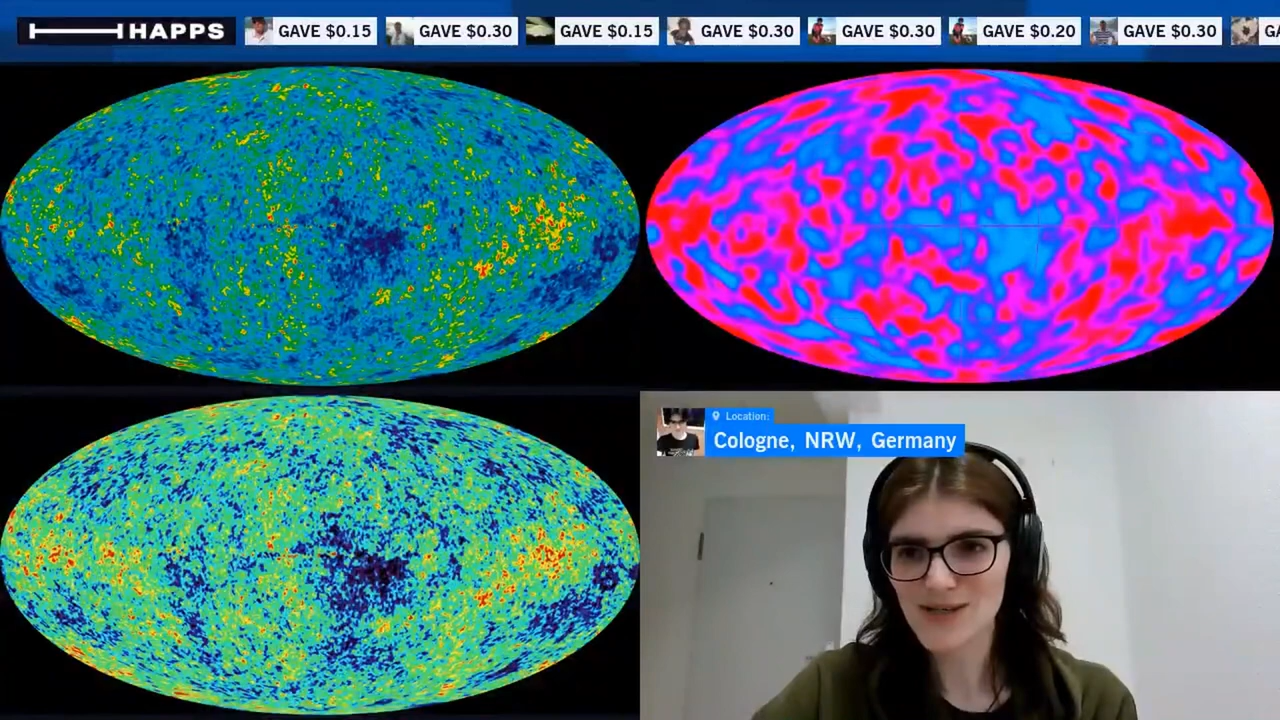 HAPPS GAVE $0.15 GAVE $0.30 GAVE $0.15 GAVE $0.30 GAVE $0.30 GAVE $0.20 GAVE $0.30
Location:
Cologne, NRW, Germany